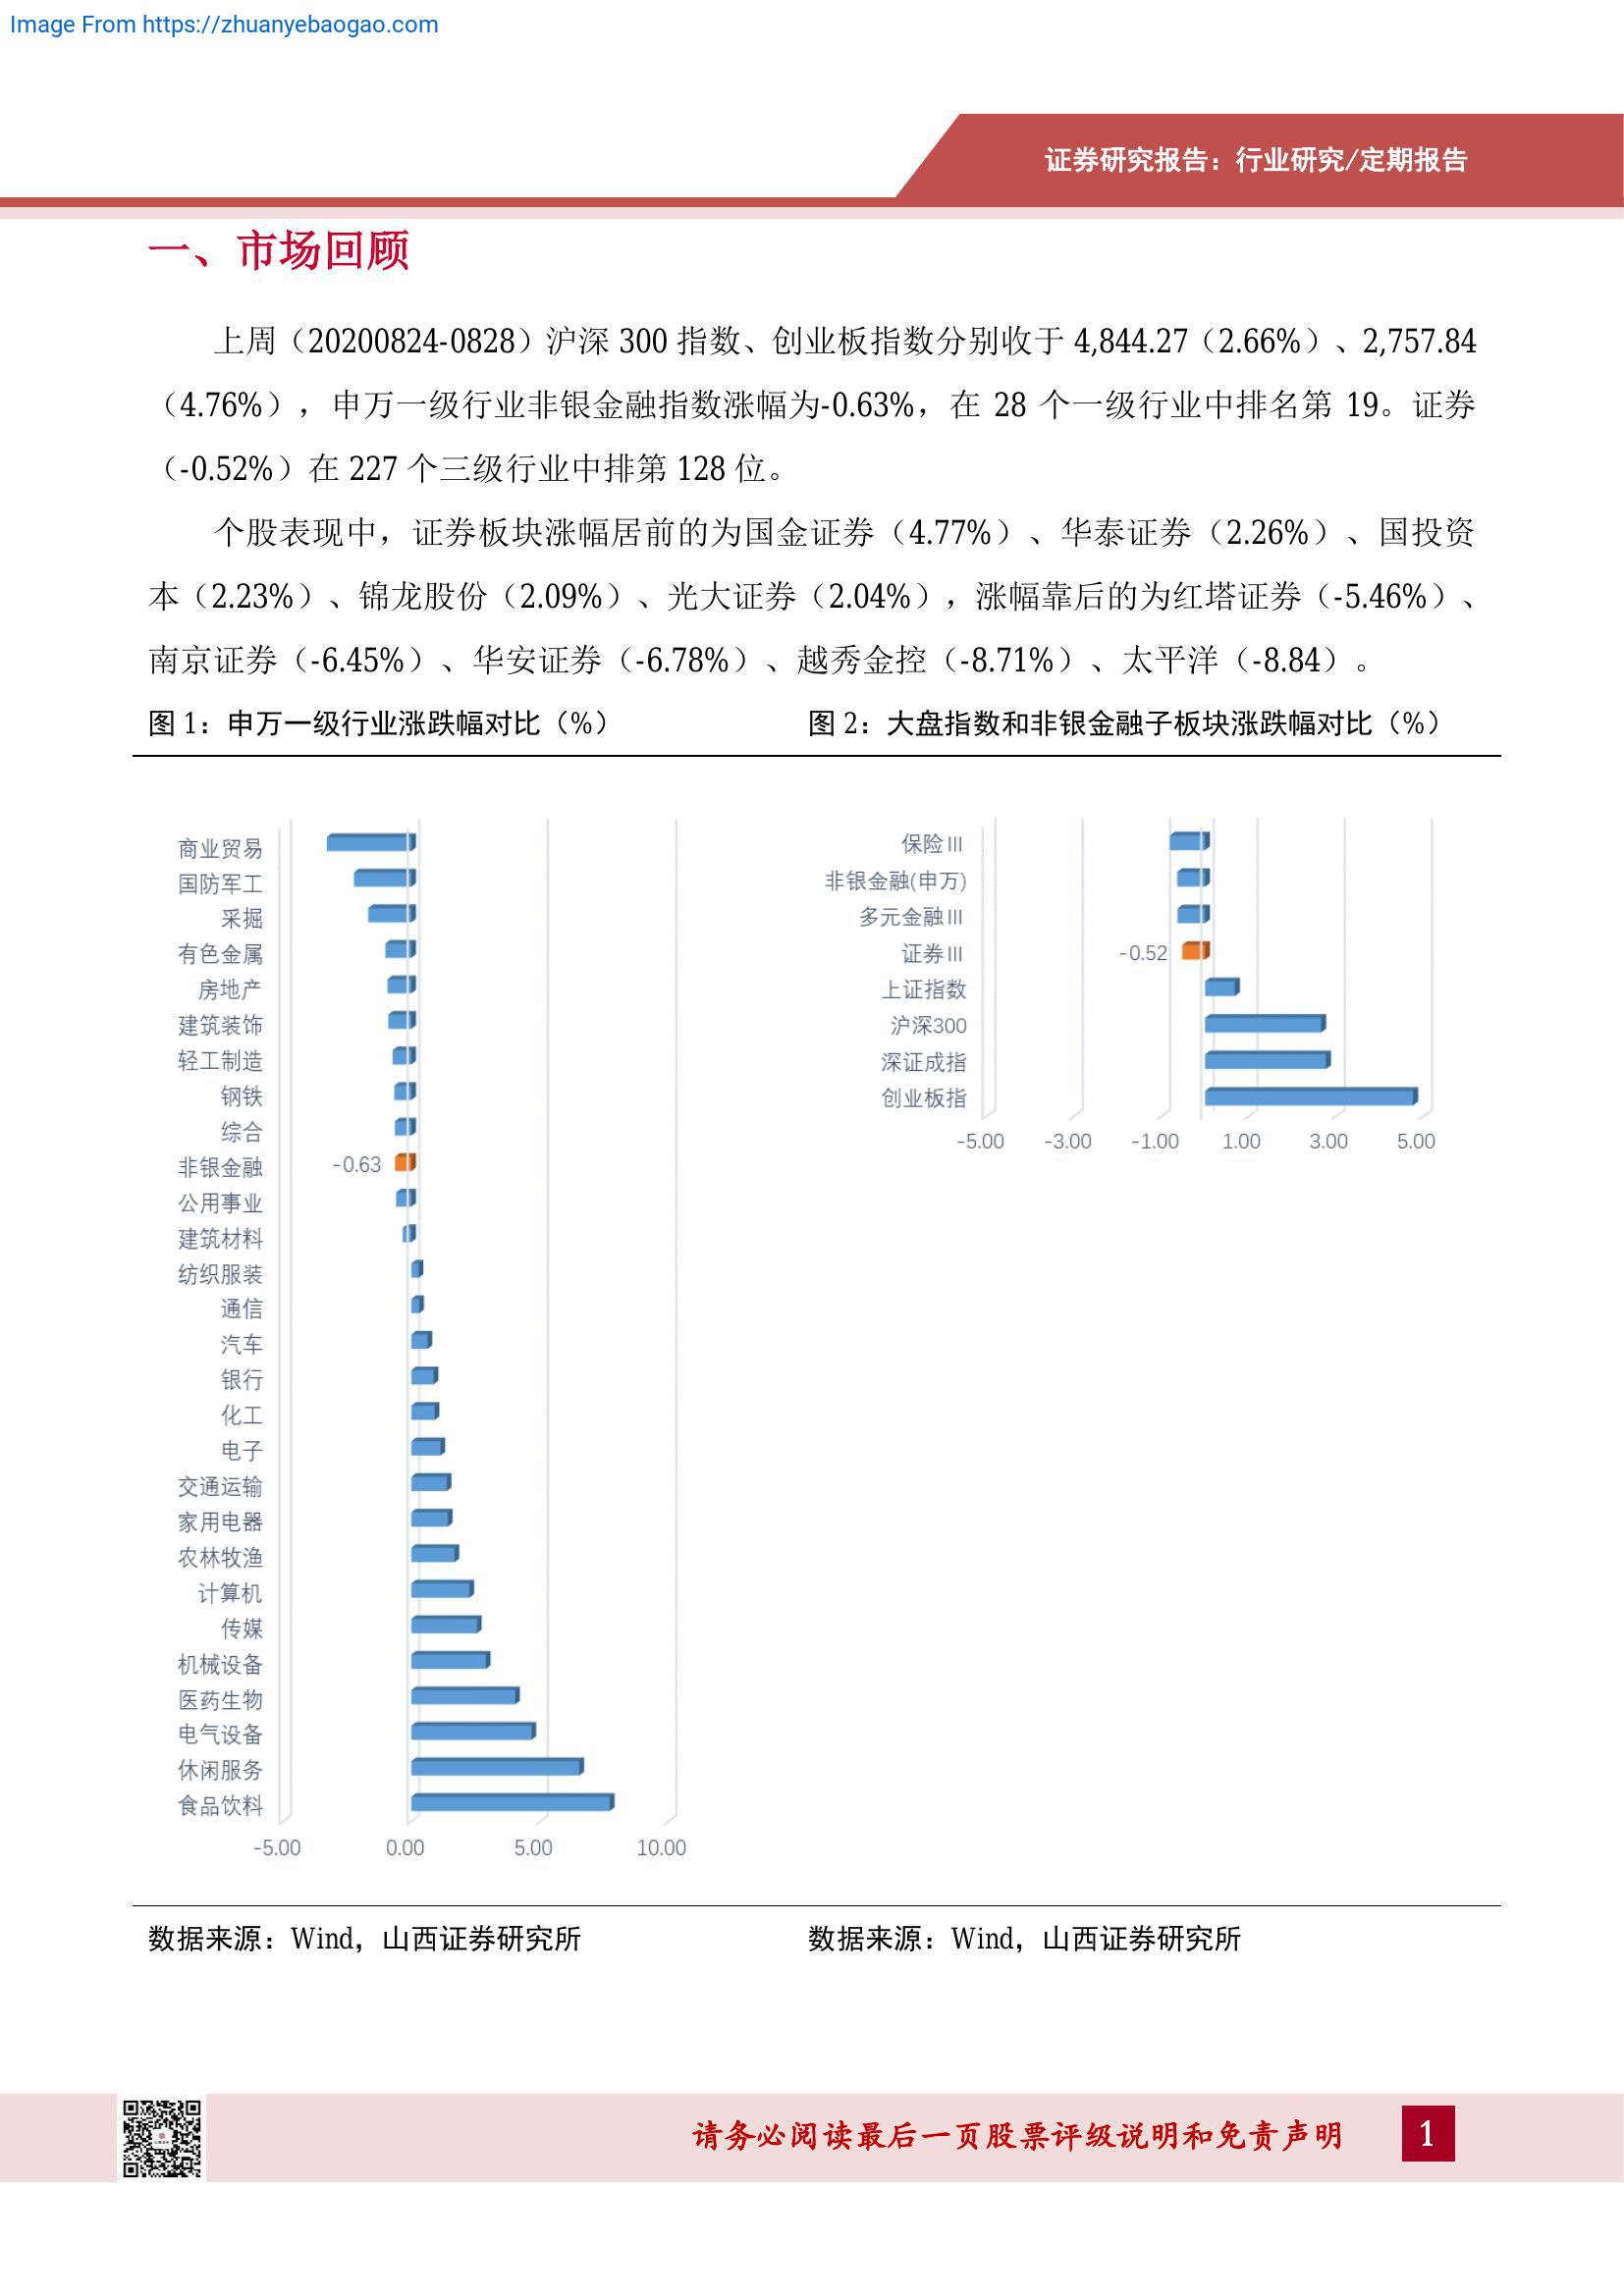 Image From https://zhuanyebaogao.com
证券研究报告：行业研究/定期报告
一、市场回顾
上周（20200824-0828）沪深 300 指数、创业板指数分别收于 4,844.27（2.66%）、2,757.84
（4.76%），申万一级行业非银金融指数涨幅为-0.63%，在 28 个一级行业中排名第 19。证券
（-0.52%）在 227 个三级行业中排第 128 位。
个股表现中，证券板块涨幅居前的为国金证券（4.77%）、华泰证券（2.26%）、国投资
本（2.23%）、锦龙股份（2.09%）、光大证券（2.04%），涨幅靠后的为红塔证券（-5.46%）、
南京证券（-6.45%）、华安证券（-6.78%）、越秀金控（-8.71%）、太平洋（-8.84）。
图 1：申万一级行业涨跌幅对比（%）
商业贸易
国防军工
采掘
有色金属
房地产
建筑装饰
轻工制造
钢铁
综合
非银金融 -0.63
公用事业
建筑材料
纺织服装
通信
汽车
银行
化工
电子
交通运输
家用电器
农林牧渔
计算机
传媒
机械设备
医药生物
电气设备
休闲服务
食品饮料
-5.00 0.00 5.00 10.00
数据来源：Wind，山西证券研究所
图 2：大盘指数和非银金融子板块涨跌幅对比（%）
保险Ⅲ
非银金融(申万)
多元金融Ⅲ
证券Ⅲ -0.52
上证指数
沪深300
深证成指
创业板指
-5.00 -3.00 -1.00 1.00 3.00 5.00
数据来源：Wind，山西证券研究所
请务必阅读最后一页股票评级说明和免责声明 1